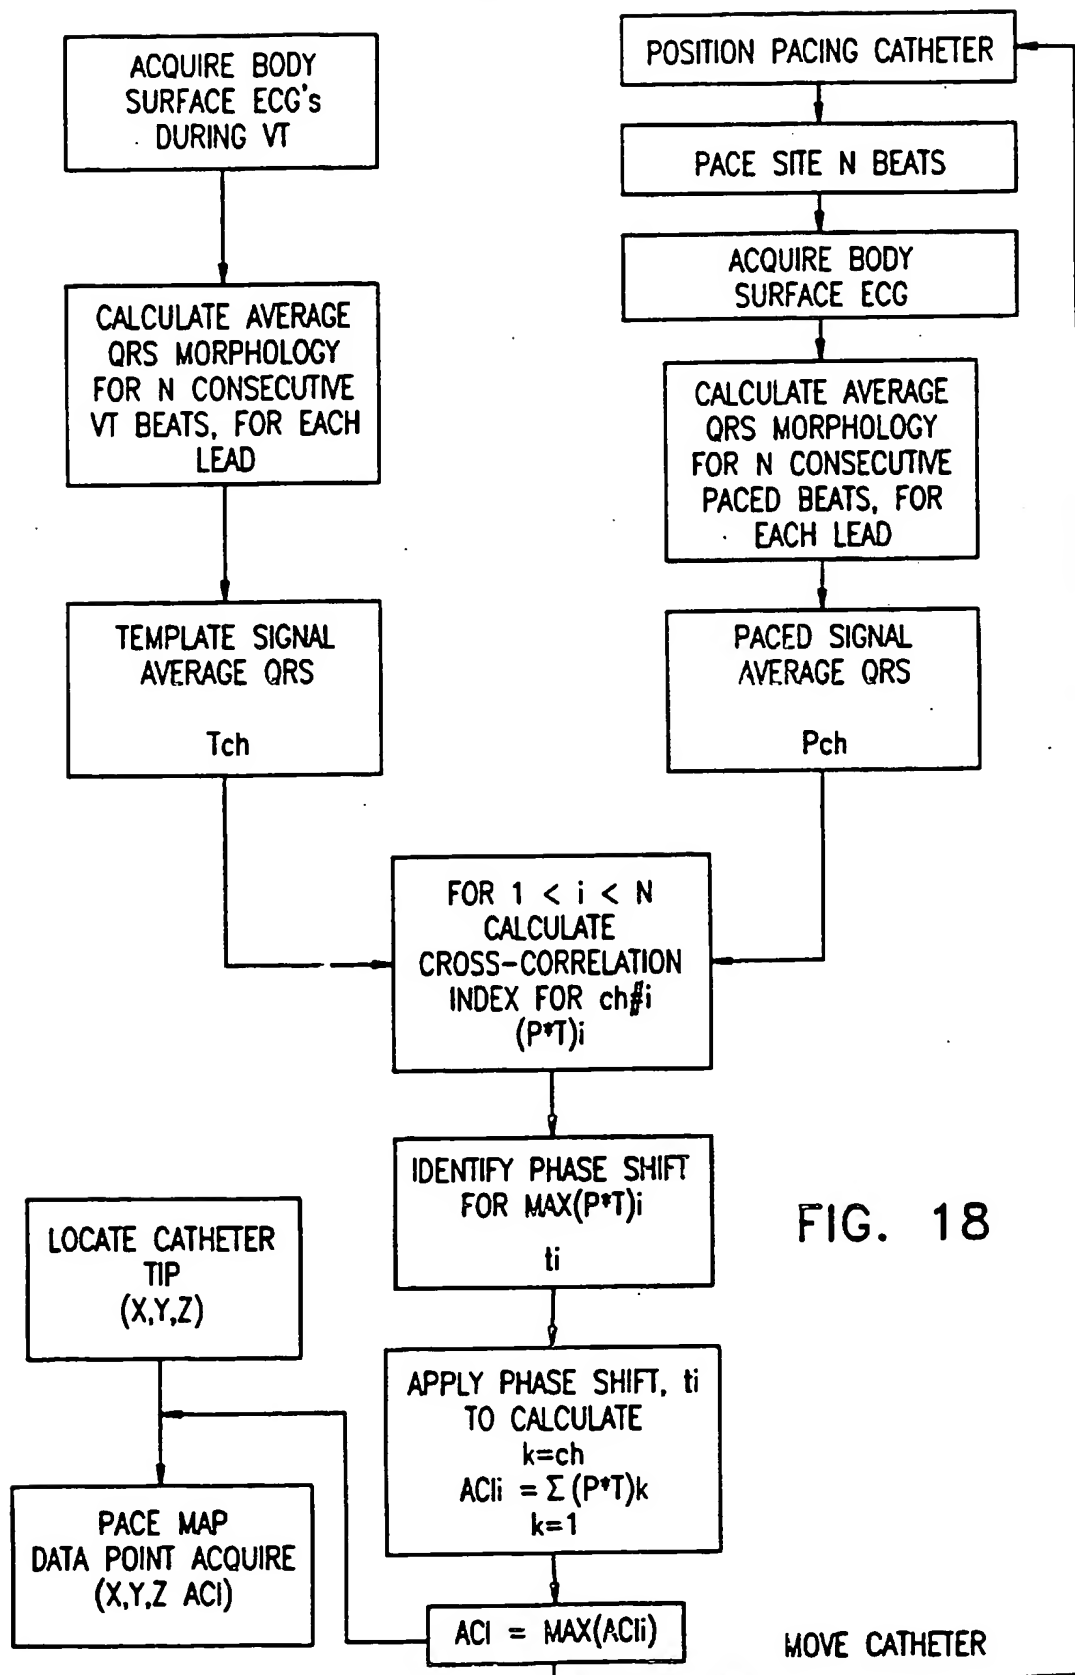 ACQUIRE BODY
SURFACE ECG's
DURING VT
CALCULATE AVERAGE
QRS MORPHOLOGY
FOR N CONSECUTIVE
VT BEATS, FOR EACH
LEAD
TEMPLATE SIGNAL
AVERAGE QRS
Tch
POSITION PACING CATHETER
PACE SITE N BEATS
ACQUIRE BODY
SURFACE ECG
CALCULATE AVERAGE
QRS MORPHOLOGY
FOR N CONSECUTIVE
PACED BEATS, FOR
EACH LEAD
PACED SIGNAL
AVERAGE QRS
Pch
FOR 1 < i < N
CALCULATE
CROSS-CORRELATION
INDEX FOR ch#i
(P*T)i
IDENTIFY PHASE SHIFT
FOR MAX(P*T)i
ti
FIG. 18
LOCATE CATHETER
TIP
(X,Y,Z)
APPLY PHASE SHIFT, ti
TO CALCULATE
k=ch
ACIi = Σ (P*T)k
k=1
PACE MAP
DATA POINT ACQUIRE
(X,Y,Z ACI)
ACI = MAX(ACIi)
MOVE CATHETER